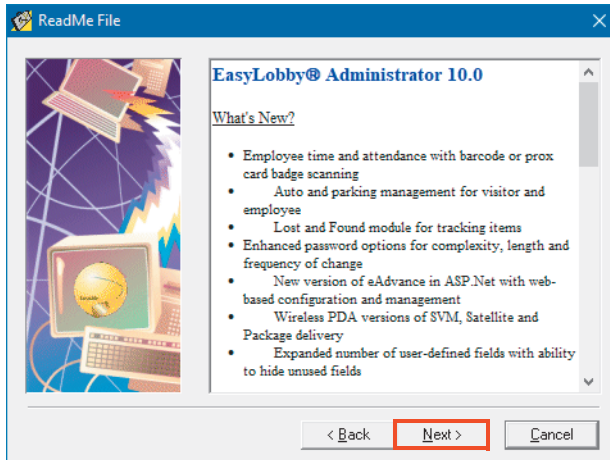 ReadMe File
EasyLobby® Administrator 10.0
What's New?
• Employee time and attendance with barcode or prox
card badge scanning
• Auto and parking management for visitor and
employee
• Lost and Found module for tracking items
• Enhanced password options for complexity, length and
frequency of change
• New version of eAdvance in ASP.Net with web-
based configuration and management
• Wireless PDA versions of SVM, Satellite and
Package delivery
• Expanded number of user-defined fields with ability
to hide unused fields
< Back
Next >
Cancel